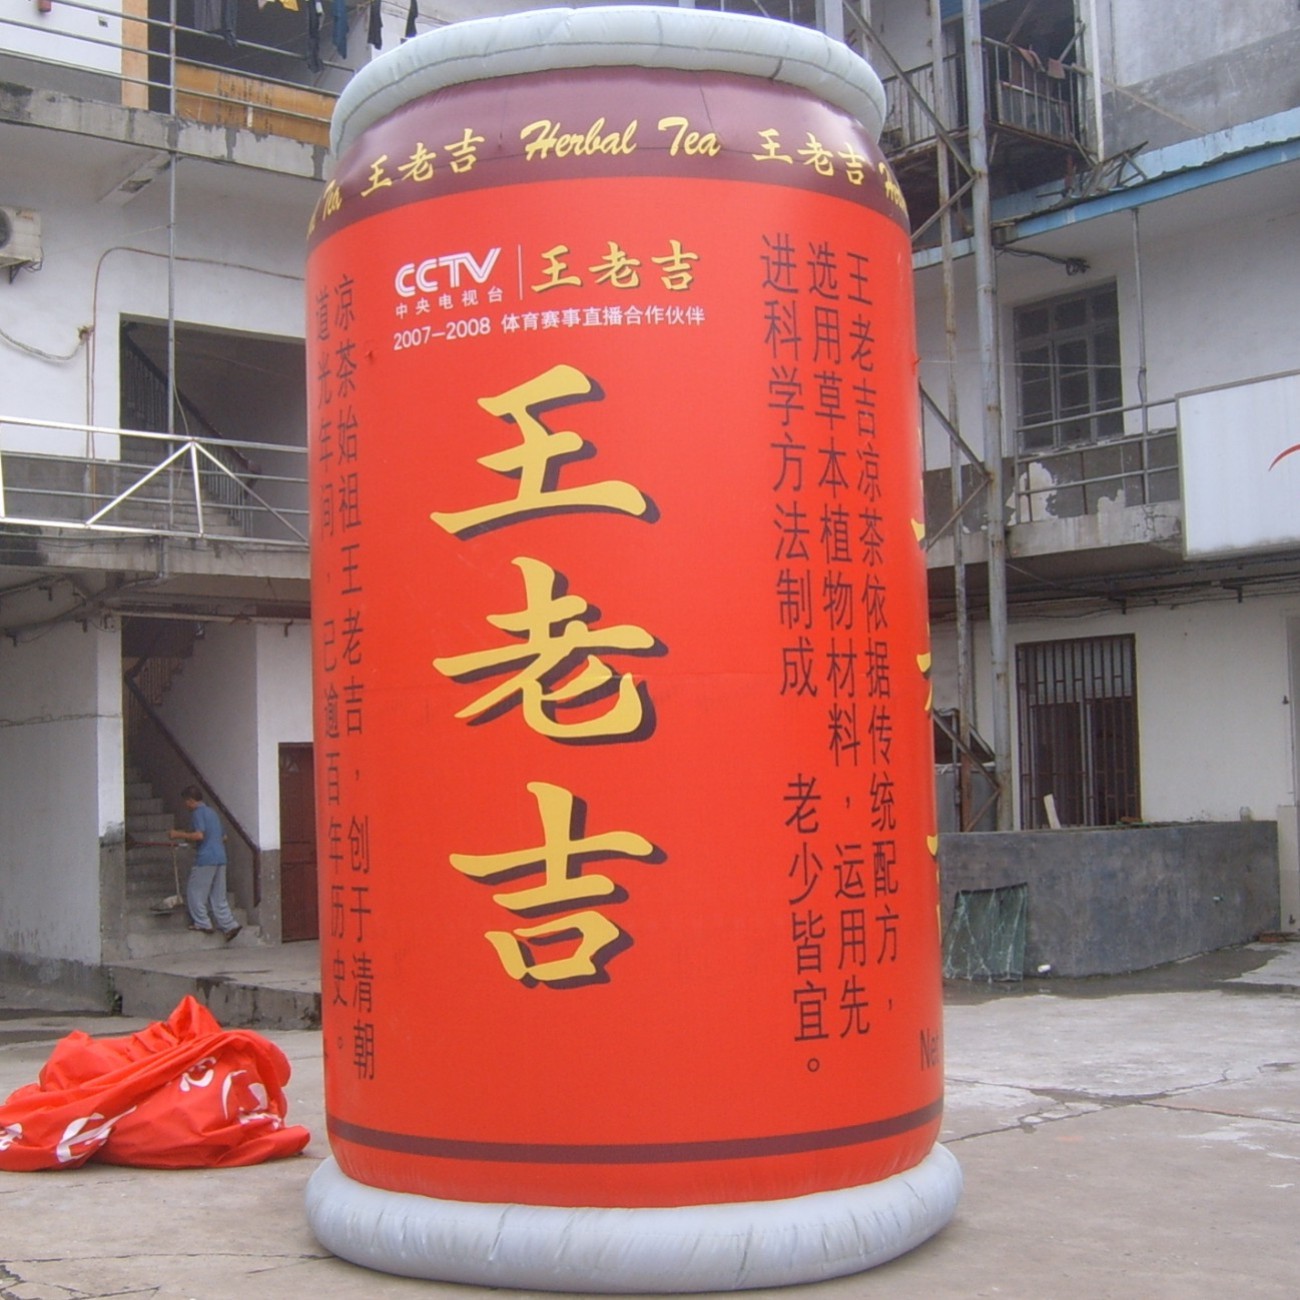 王老吉 Herbal Tea 王老吉
CCTV 王老吉
中央电视台
2007-2008 体育赛事直播合作伙伴
王老吉
王老吉凉茶依据传统配方，
选用草本植物材料，运用先
进科学方法制成 老少皆宜。
凉茶始祖王老吉，创于清朝
道光年间，已逾百年历史。